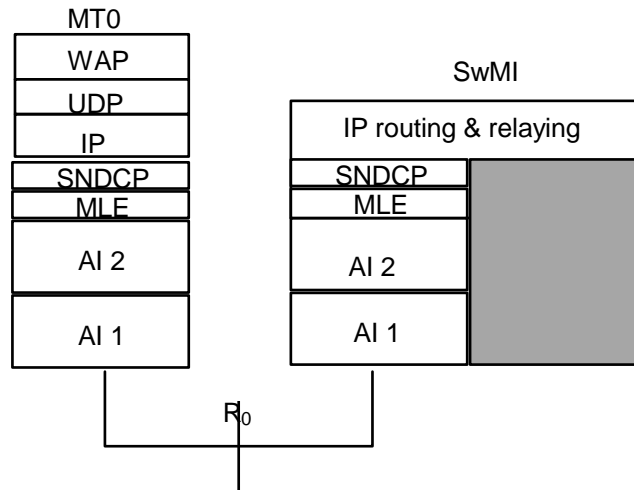 MT0
WAP
UDP
IP
SNDCP
MLE
AI 2
AI 1
SwMI
IP routing & relaying
SNDCP
MLE
AI 2
AI 1
R₀